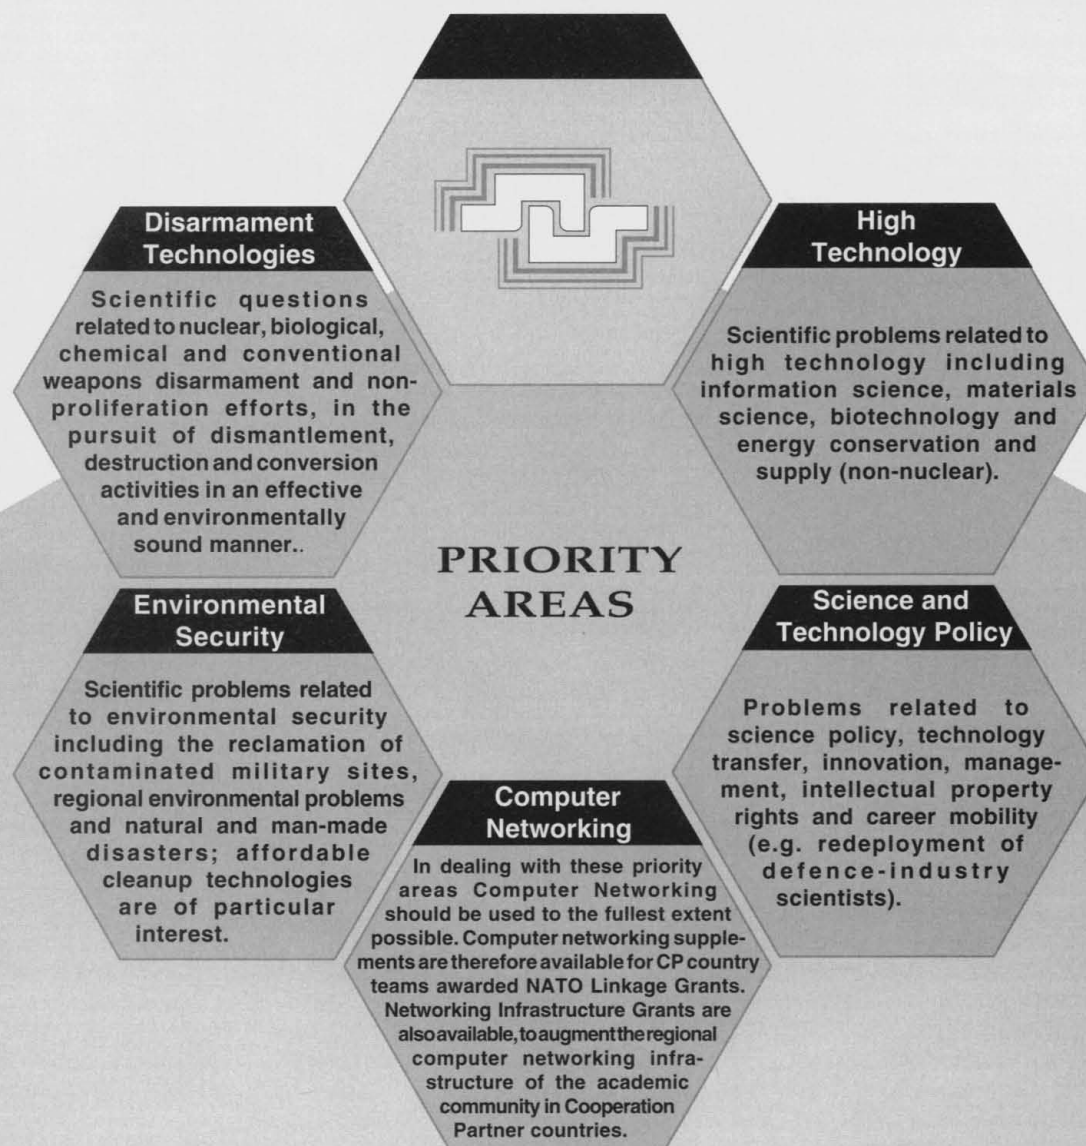 Disarmament
Technologies
Scientific questions
related to nuclear, biological,
chemical and conventional
weapons disarmament and non-
proliferation efforts, in the
pursuit of dismantlement,
destruction and conversion
activities in an effective
and environmentally
sound manner..
High
Technology
Scientific problems related to
high technology including
information science, materials
science, biotechnology and
energy conservation and
supply (non-nuclear).
PRIORITY
AREAS
Environmental
Security
Scientific problems related
to environmental security
including the reclamation of
contaminated military sites,
regional environmental problems
and natural and man-made
disasters; affordable
cleanup technologies
are of particular
interest.
Science and
Technology Policy
Problems related to
science policy, technology
transfer, innovation, manage-
ment, intellectual property
rights and career mobility
(e.g. redeployment of
defence-industry
scientists).
Computer
Networking
In dealing with these priority
areas Computer Networking
should be used to the fullest extent
possible. Computer networking supple-
ments are therefore available for CP country
teams awarded NATO Linkage Grants.
Networking Infrastructure Grants are
also available, to augment the regional
computer networking infra-
structure of the academic
community in Cooperation
Partner countries.